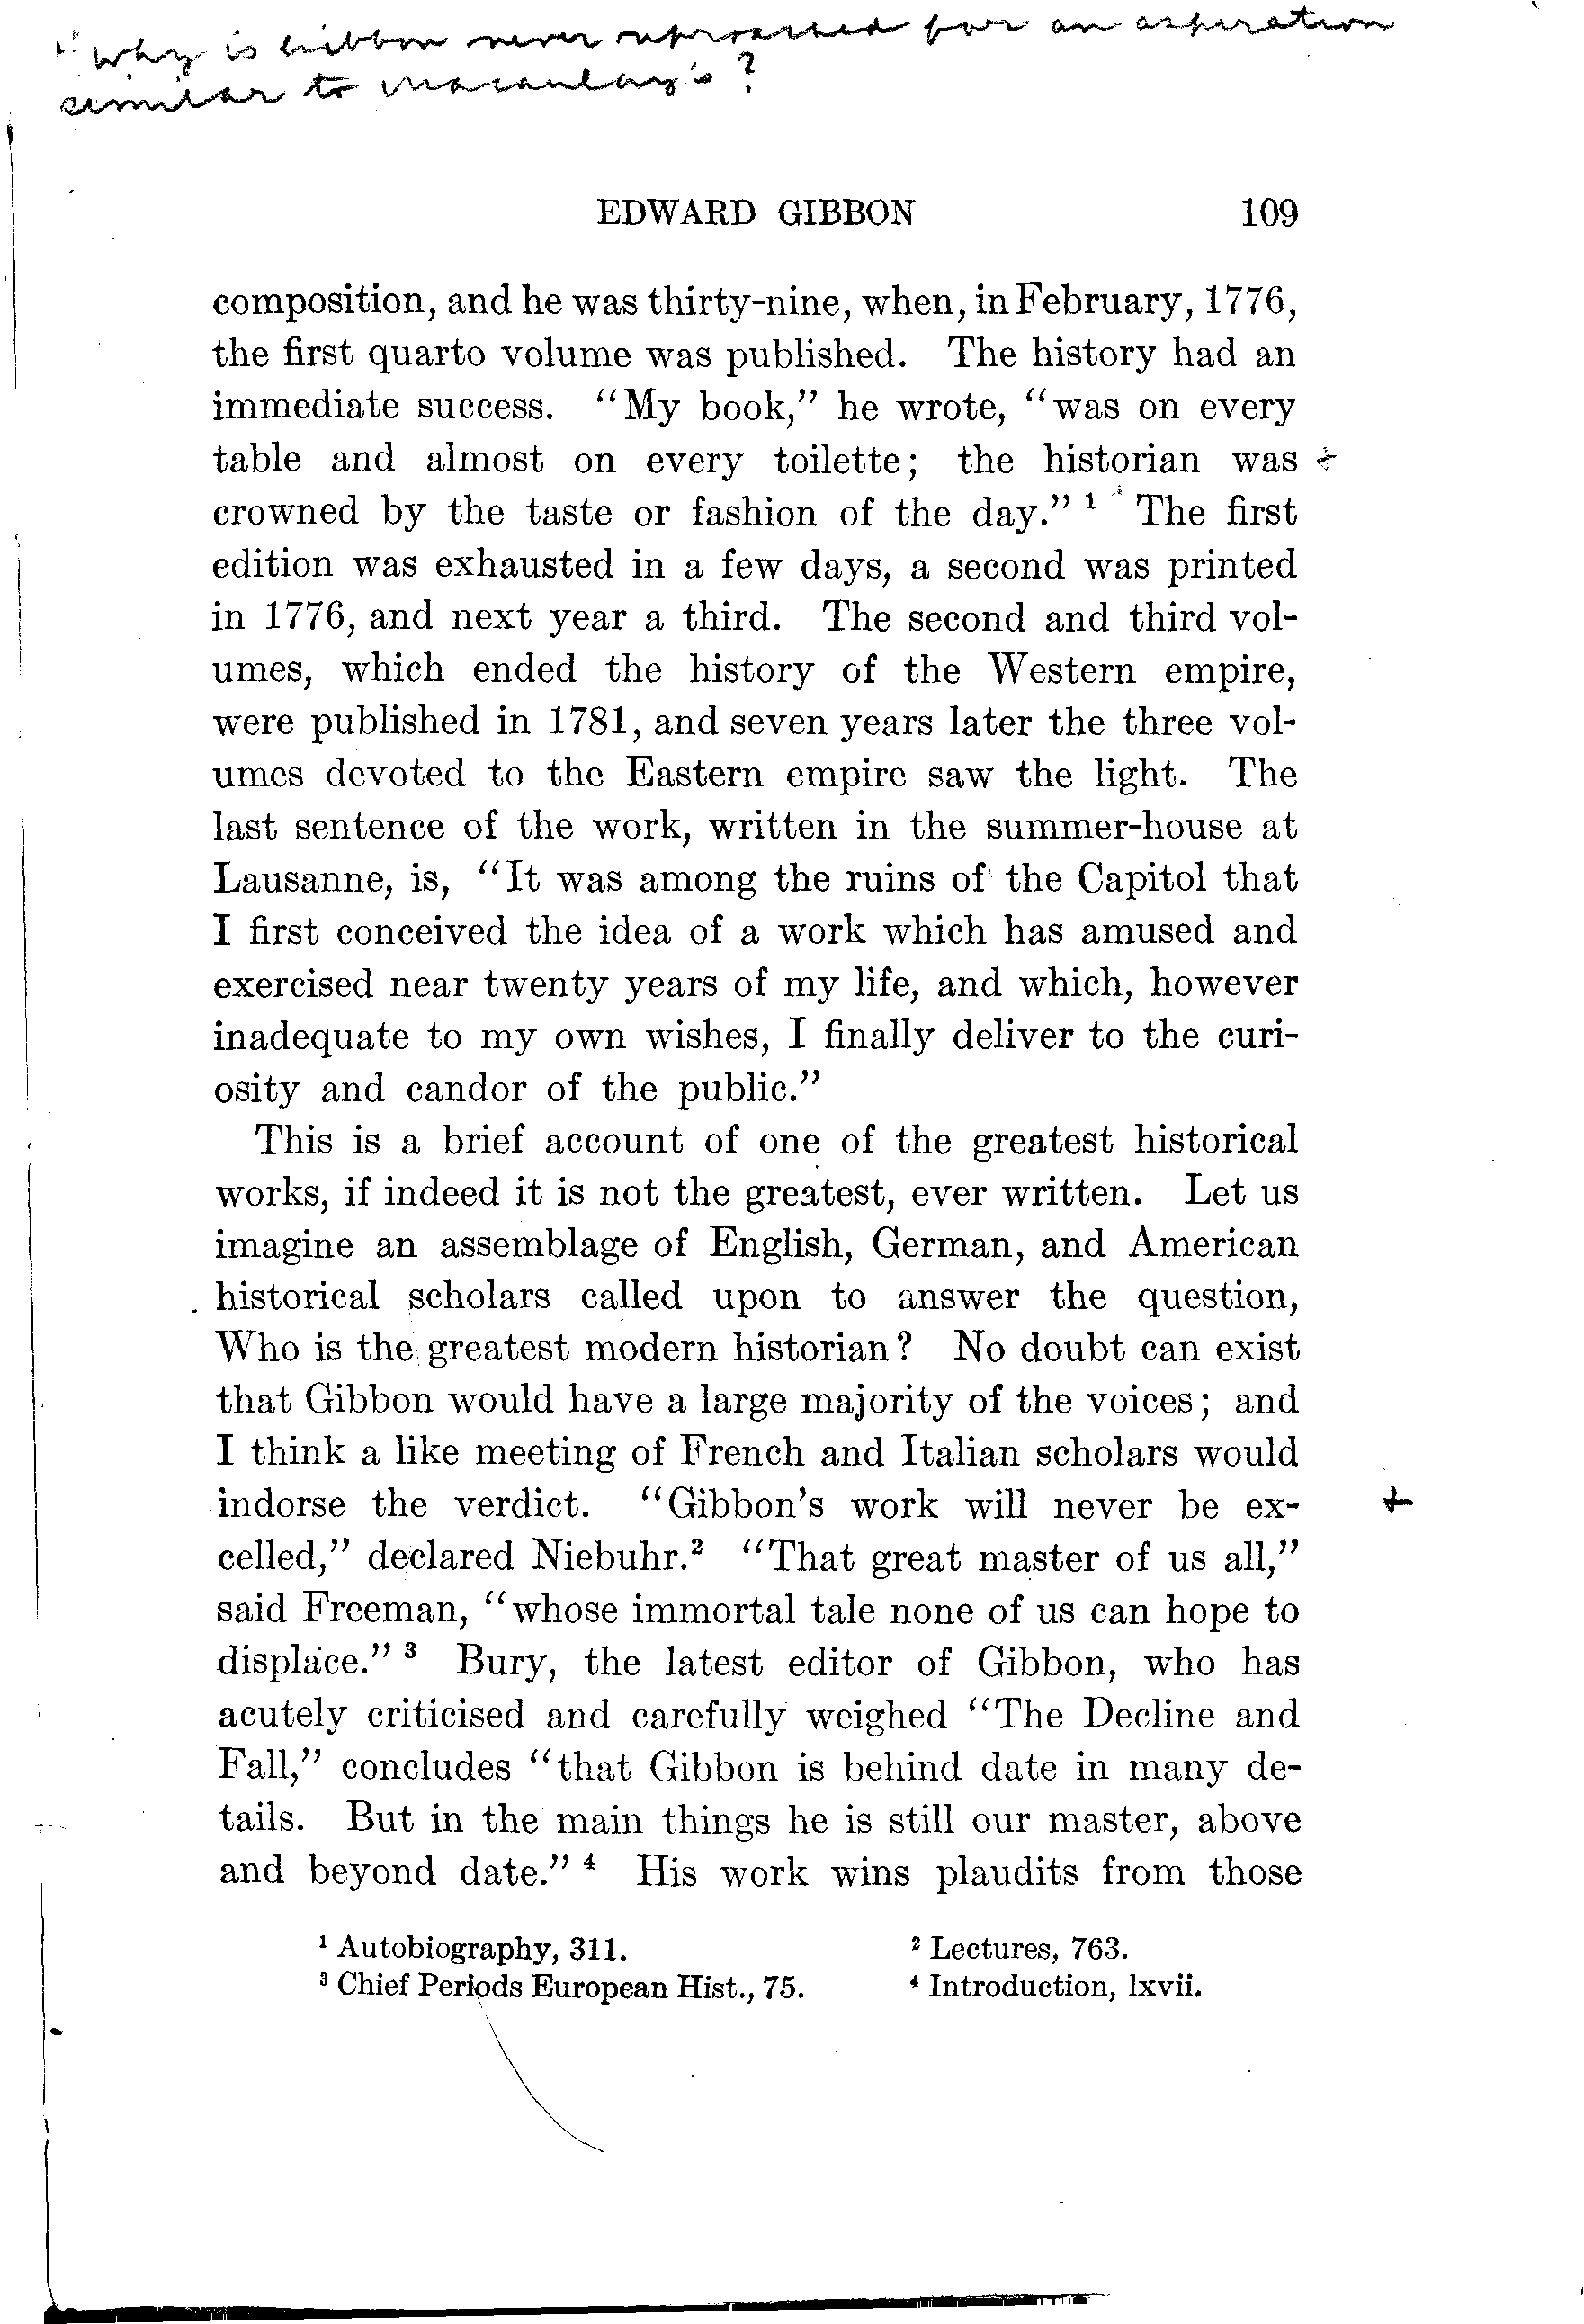 " Why is Gibbon never reproached for an aspiration
similar to Macaulay's?
EDWARD GIBBON 109
composition, and he was thirty-nine, when, in February, 1776,
the first quarto volume was published. The history had an
immediate success. "My book," he wrote, "was on every
table and almost on every toilette; the historian was
crowned by the taste or fashion of the day." ¹ The first
edition was exhausted in a few days, a second was printed
in 1776, and next year a third. The second and third vol-
umes, which ended the history of the Western empire,
were published in 1781, and seven years later the three vol-
umes devoted to the Eastern empire saw the light. The
last sentence of the work, written in the summer-house at
Lausanne, is, "It was among the ruins of the Capitol that
I first conceived the idea of a work which has amused and
exercised near twenty years of my life, and which, however
inadequate to my own wishes, I finally deliver to the curi-
osity and candor of the public."
This is a brief account of one of the greatest historical
works, if indeed it is not the greatest, ever written. Let us
imagine an assemblage of English, German, and American
historical scholars called upon to answer the question,
Who is the greatest modern historian? No doubt can exist
that Gibbon would have a large majority of the voices; and
I think a like meeting of French and Italian scholars would
indorse the verdict. "Gibbon's work will never be ex-
celled," declared Niebuhr.² "That great master of us all,"
said Freeman, "whose immortal tale none of us can hope to
displace." ³ Bury, the latest editor of Gibbon, who has
acutely criticised and carefully weighed "The Decline and
Fall," concludes "that Gibbon is behind date in many de-
tails. But in the main things he is still our master, above
and beyond date." ⁴ His work wins plaudits from those
¹ Autobiography, 311. ² Lectures, 763.
³ Chief Periods European Hist., 75. ⁴ Introduction, lxvii.